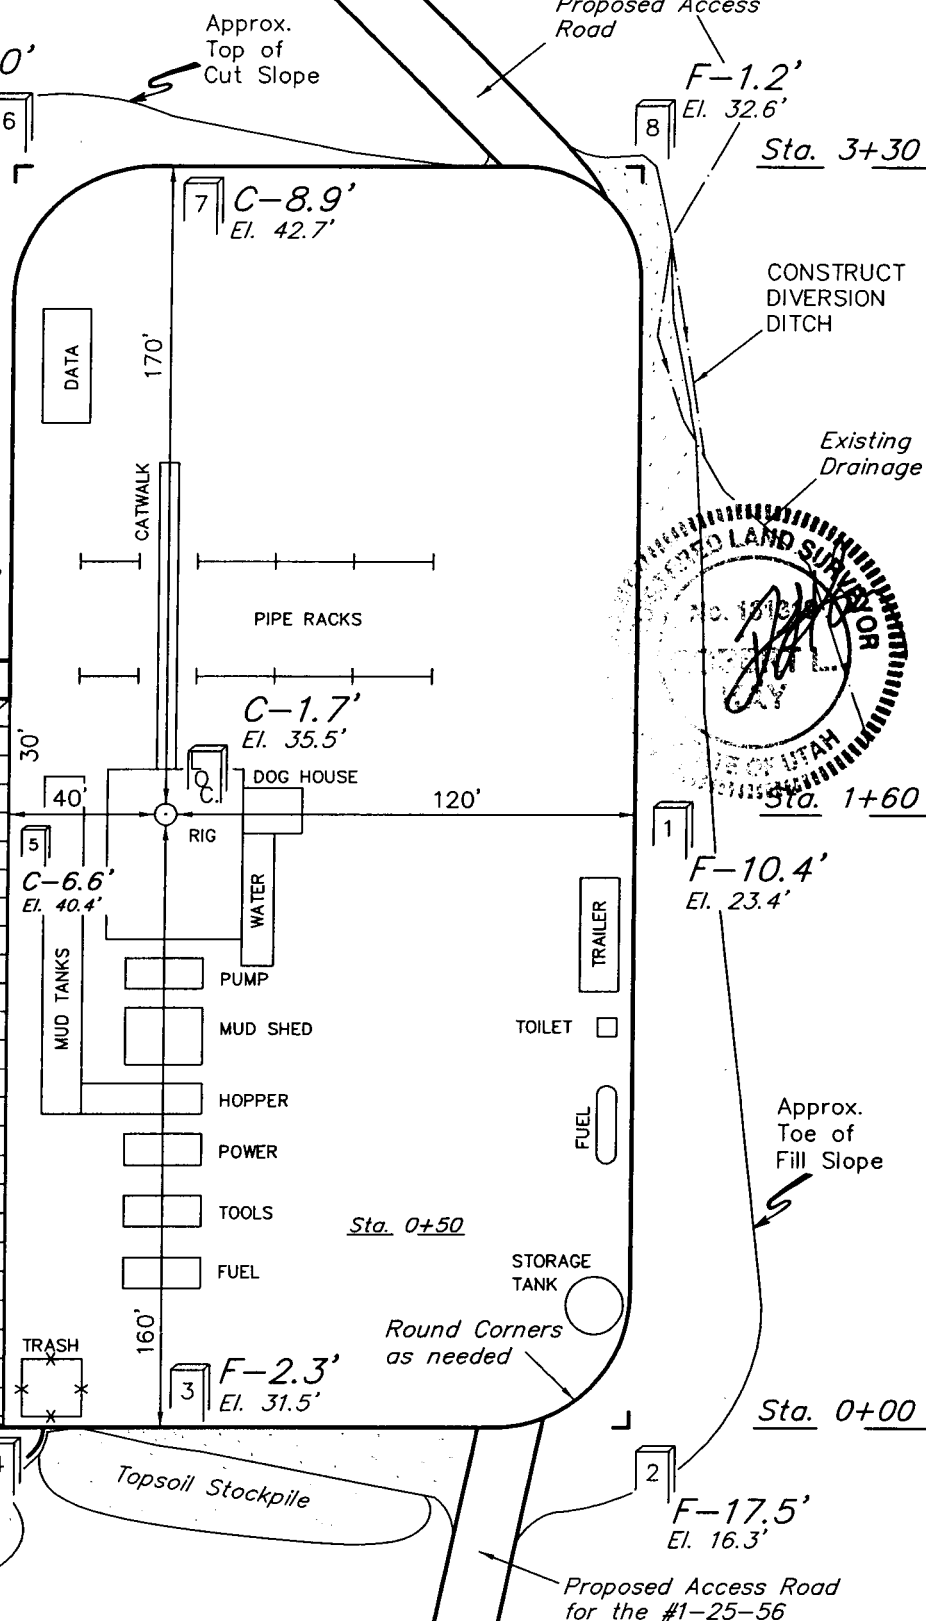 Proposed Access
Road
Approx.
Top of
Cut Slope
0'
6
F-1.2'
El. 32.6'
8
Sta. 3+30
7
C-8.9'
El. 42.7'
CONSTRUCT
DIVERSION
DITCH
DATA
170'
Existing
Drainage
CATWALK
PIPE RACKS
LAND SURVEYOR
OF UTAH
C-1.7'
El. 35.5'
30'
DOG HOUSE
40'
120'
Sta. 1+60
RIG
5
1
C-6.6'
El. 40.4'
F-10.4'
El. 23.4'
WATER
TRAILER
MUD TANKS
PUMP
MUD SHED
TOILET
HOPPER
FUEL
Approx.
Toe of
Fill Slope
POWER
TOOLS
Sta. 0+50
FUEL
STORAGE
TANK
160'
Round Corners
as needed
TRASH
3
F-2.3'
El. 31.5'
Sta. 0+00
2
Topsoil Stockpile
F-17.5'
El. 16.3'
Proposed Access Road
for the #1-25-56